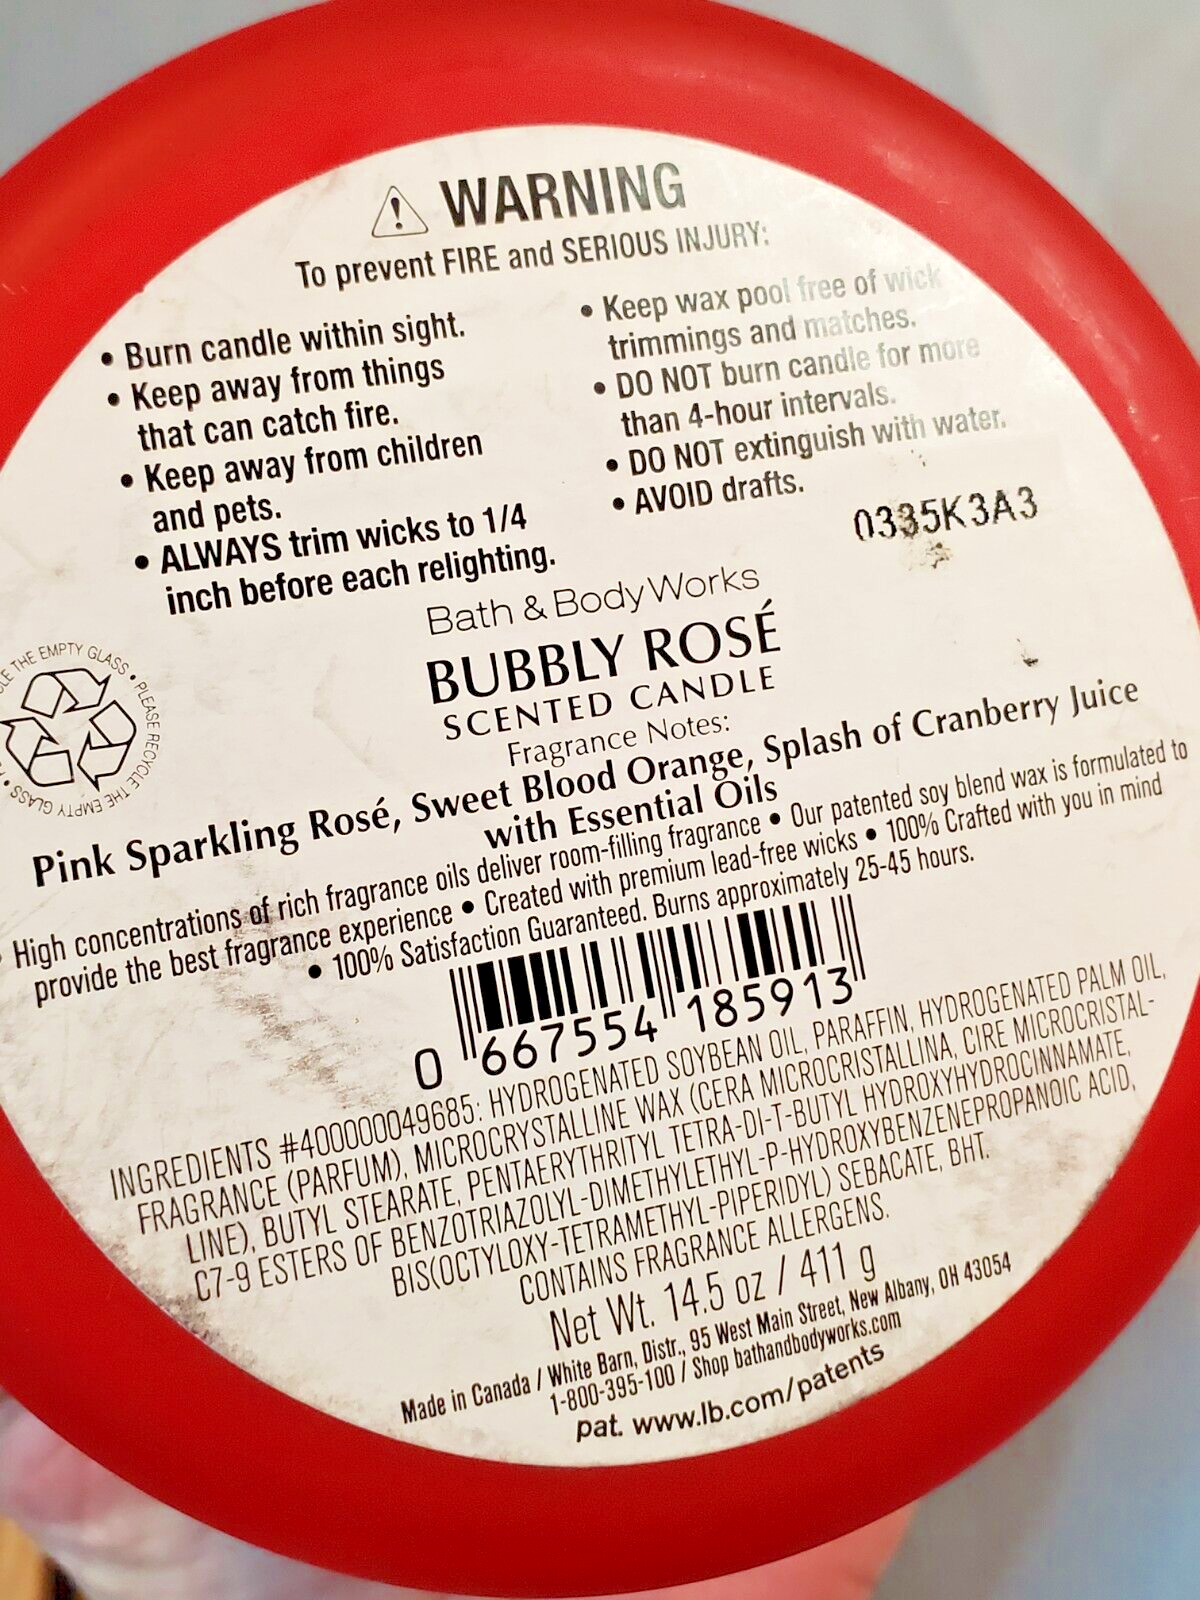 WARNING
To prevent FIRE and SERIOUS INJURY:
• Burn candle within sight.
• Keep away from things
that can catch fire.
• Keep away from children
and pets.
• ALWAYS trim wicks to 1/4
inch before each relighting.
• Keep wax pool free of wick
trimmings and matches.
• DO NOT burn candle for more
than 4-hour intervals.
• DO NOT extinguish with water.
• AVOID drafts.
0335K3A3
Bath & Body Works
BUBBLY ROSÉ
SCENTED CANDLE
Fragrance Notes:
Pink Sparkling Rosé, Sweet Blood Orange, Splash of Cranberry Juice
with Essential Oils
• High concentrations of rich fragrance oils deliver room-filling fragrance • Our patented soy blend wax is formulated to
provide the best fragrance experience • Created with premium lead-free wicks • 100% Crafted with you in mind
• 100% Satisfaction Guaranteed. Burns approximately 25-45 hours.
PLEASE RECYCLE THE EMPTY GLASS •
THE EMPTY GLASS •
0 667554 185913
INGREDIENTS #400000049685: HYDROGENATED SOYBEAN OIL, PARAFFIN, HYDROGENATED PALM OIL,
FRAGRANCE (PARFUM), MICROCRYSTALLINE WAX (CERA MICROCRISTALLINA, CIRE MICROCRISTAL-
LINE), BUTYL STEARATE, PENTAERYTHRITYL TETRA-DI-T-BUTYL HYDROXYHYDROCINNAMATE,
C7-9 ESTERS OF BENZOTRIAZOLYL-DIMETHYLETHYL-P-HYDROXYBENZENEPROPANOIC ACID,
BIS(OCTYLOXY-TETRAMETHYL-PIPERIDYL) SEBACATE, BHT.
CONTAINS FRAGRANCE ALLERGENS.
Net Wt. 14.5 oz / 411 g
Made in Canada / White Barn, Distr., 95 West Main Street, New Albany, OH 43054
1-800-395-100 / Shop bathandbodyworks.com
pat. www.lb.com/patents